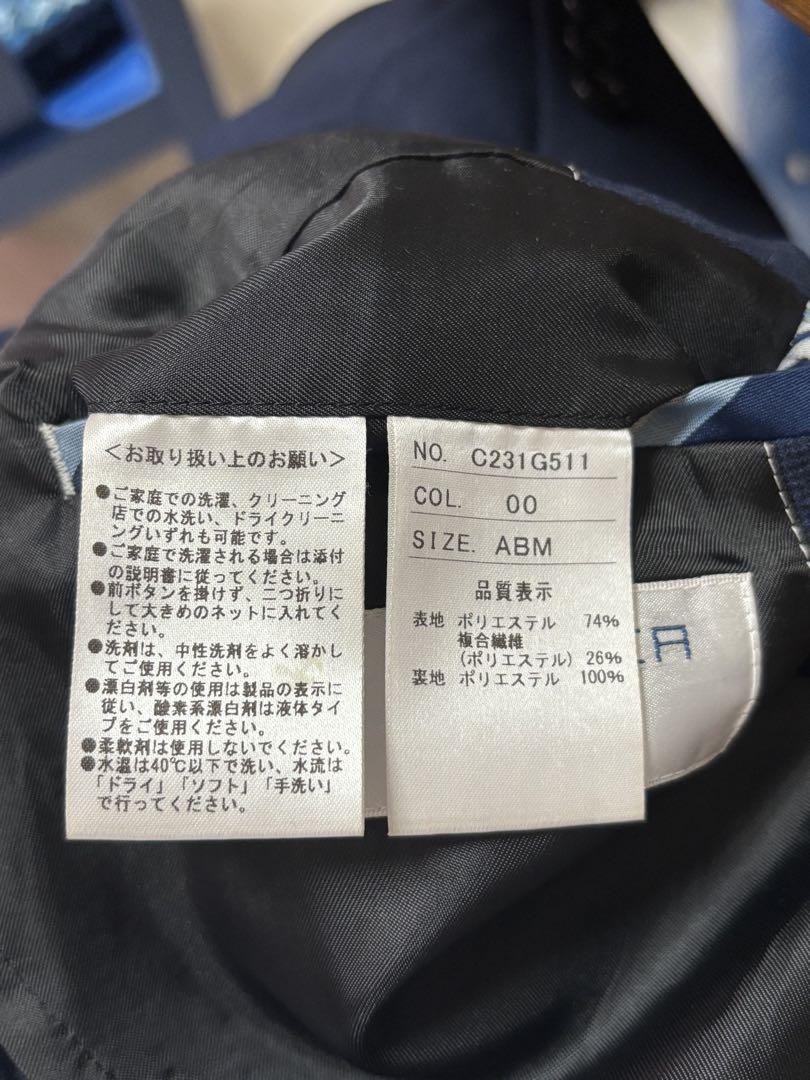 <お取り扱い上のお願い>
●ご家庭での洗濯、クリーニング
店での水洗い、ドライクリーニ
ングいずれも可能です。
●ご家庭で洗濯される場合は添付
の説明書に従ってください。
●前ボタンを掛けず、二つ折りに
して大きめのネットに入れてく
ださい。
●洗剤は、中性洗剤をよく溶かし
てご使用ください。
●漂白剤等の使用は製品の表示に
従い、酸素系漂白剤は液体タイ
プをご使用ください。
●柔軟剤は使用しないでください。
●水温は40℃以下で洗い、水流は
「ドライ」「ソフト」「手洗い」
で行ってください。
NO. C231G511
COL. 00
SIZE. ABM
品質表示
表地 ポリエステル 74%
複合繊維
(ポリエステル) 26%
裏地 ポリエステル 100%